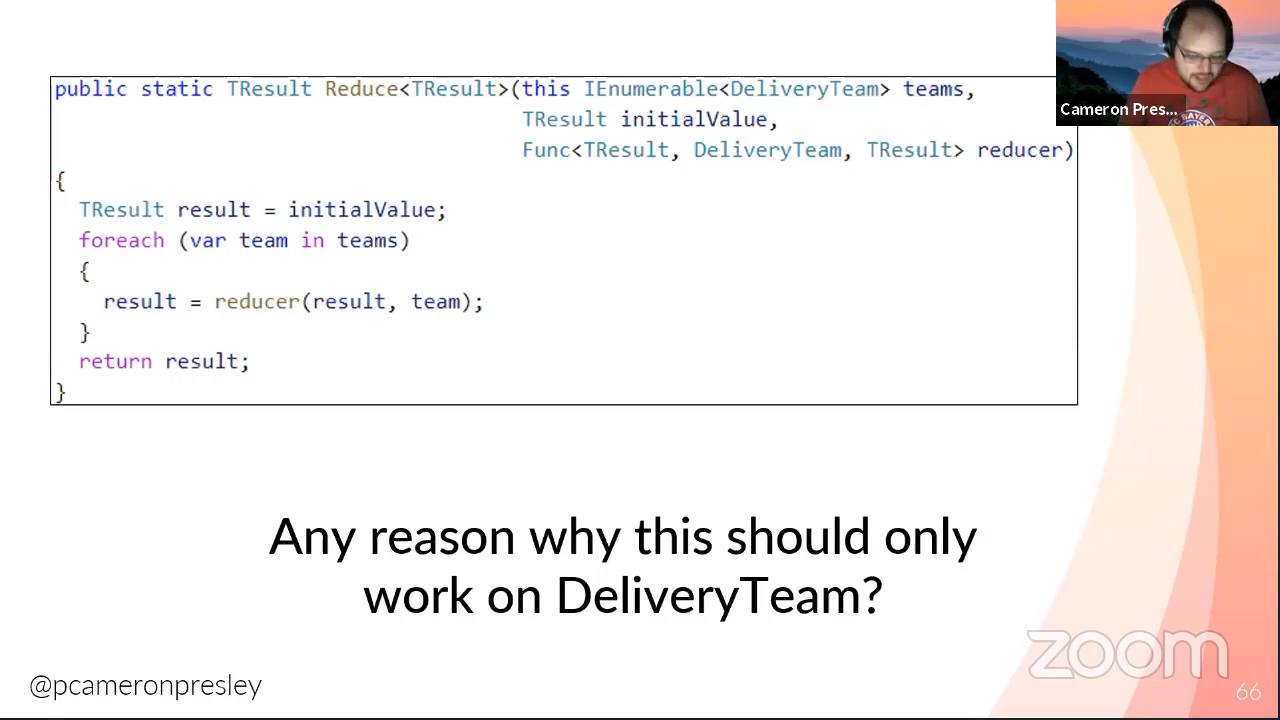 public static TResult Reduce<TResult>(this IEnumerable<DeliveryTeam> teams,
TResult initialValue,
Func<TResult, DeliveryTeam, TResult> reducer)
{
TResult result = initialValue;
foreach (var team in teams)
{
result = reducer(result, team);
}
return result;
}
Cameron Pres...
Any reason why this should only
work on DeliveryTeam?
zoom
@pcameronpresley
66